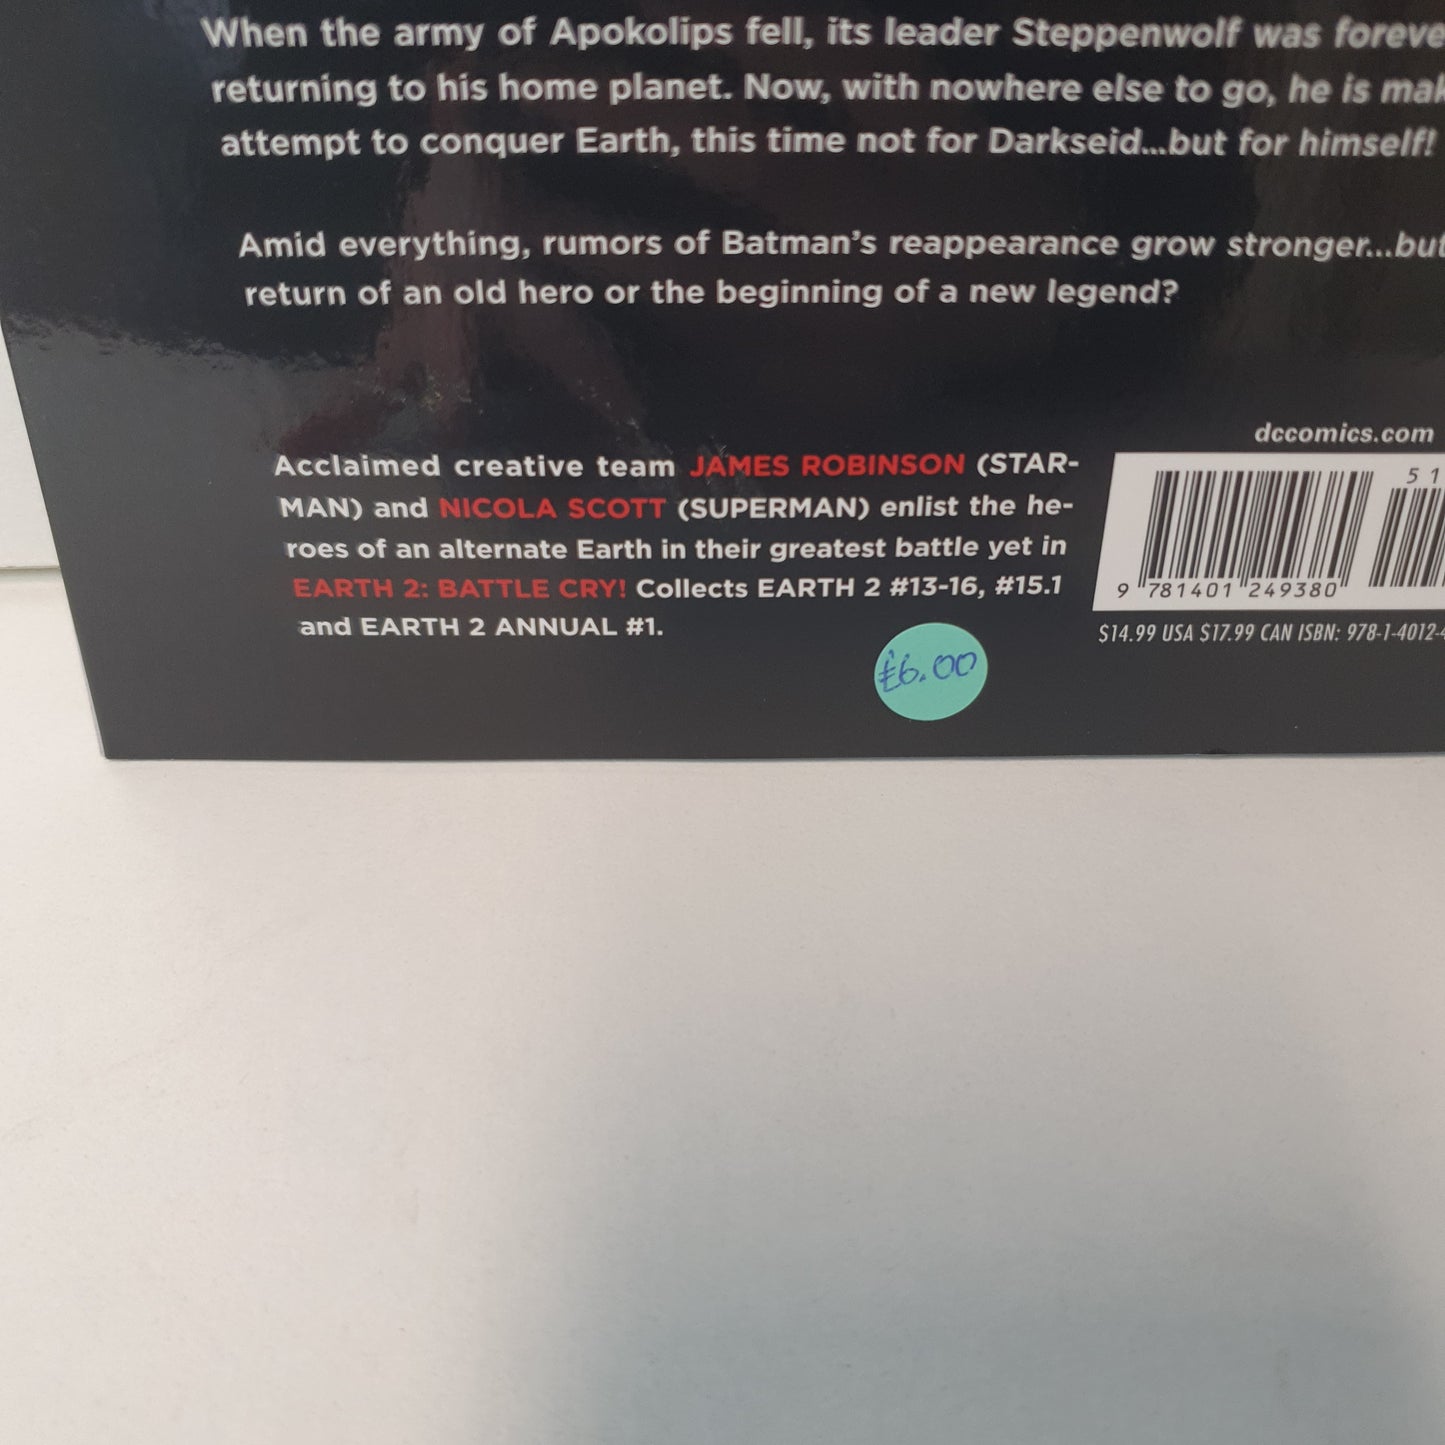 When the army of Apokolips fell, its leader Steppenwolf was foreve
returning to his home planet. Now, with nowhere else to go, he is mak
attempt to conquer Earth, this time not for Darkseid...but for himself!
Amid everything, rumors of Batman's reappearance grow stronger...but
return of an old hero or the beginning of a new legend?
Acclaimed creative team JAMES ROBINSON (STAR-
MAN) and NICOLA SCOTT (SUPERMAN) enlist the he-
roes of an alternate Earth in their greatest battle yet in
EARTH 2: BATTLE CRY! Collects EARTH 2 #13-16, #15.1
and EARTH 2 ANNUAL #1.
£6.00
dccomics.com
5 1
9 781401 249380
$14.99 USA $17.99 CAN ISBN: 978-1-4012-4